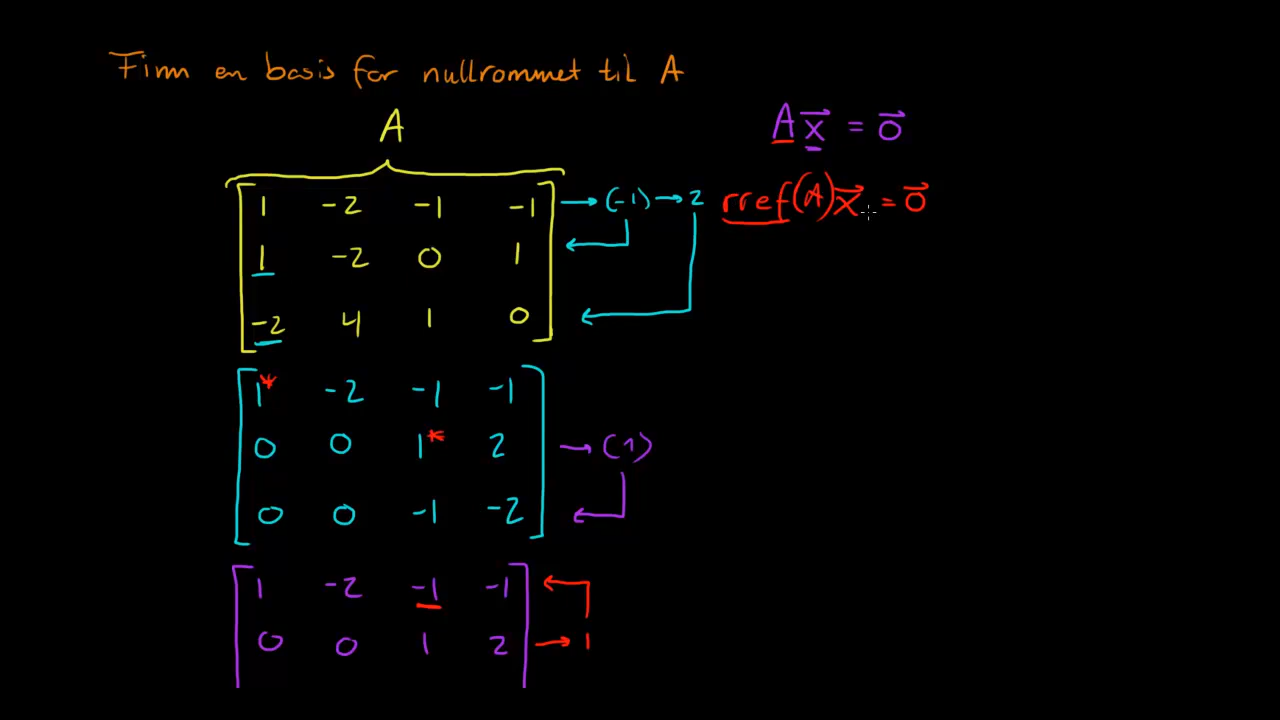 Finn en basis for nullrommet til A
A
A x⃗ = 0⃗
1 -2 -1 -1 → (-1) → 2
rref(A) x⃗ = 0⃗
1 -2 0 1
-2 4 1 0
1* -2 -1 -1
0 0 1* 2 → (1)
0 0 -1 -2
1 -2 -1 -1
0 0 1 2 → 1